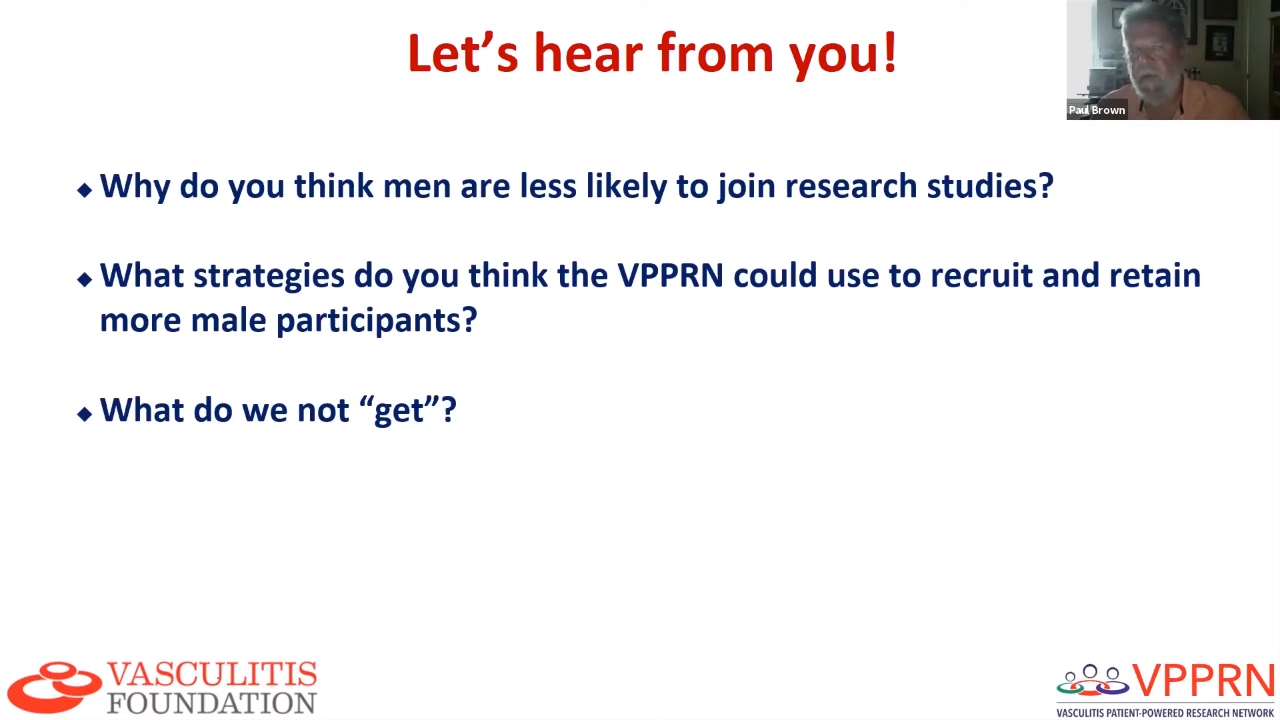 Let's hear from you!
Paul Brown
◆ Why do you think men are less likely to join research studies?
◆ What strategies do you think the VPPRN could use to recruit and retain
more male participants?
◆ What do we not “get”?
VASCULITIS
FOUNDATION
VPPRN
VASCULITIS PATIENT-POWERED RESEARCH NETWORK